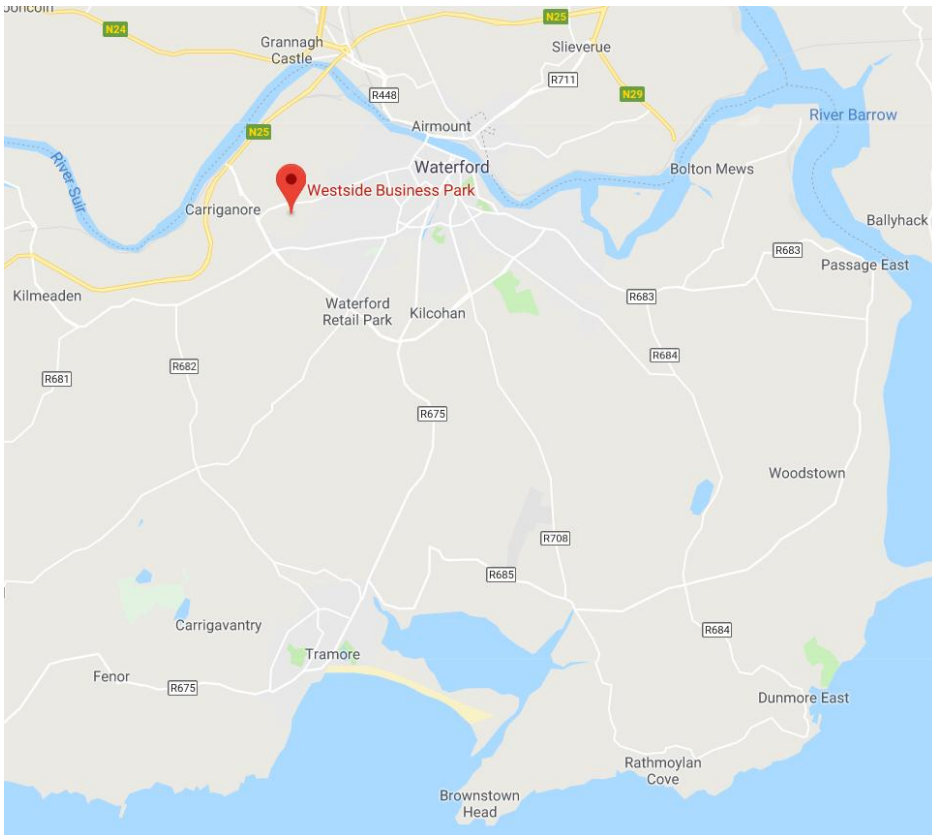 N24
N25
Grannagh
Castle
Slieverue
R711
R448
N29
River Barrow
Airmount
N25
Waterford
Bolton Mews
River Suir
Westside Business Park
Carriganore
Ballyhack
R683
Passage East
Kilmeaden
R683
Waterford
Retail Park
Kilcohan
R684
R682
R681
R675
Woodstown
R708
R685
Carrigavantry
R684
Tramore
Fenor
R675
Dunmore East
Rathmoylan
Cove
Brownstown
Head